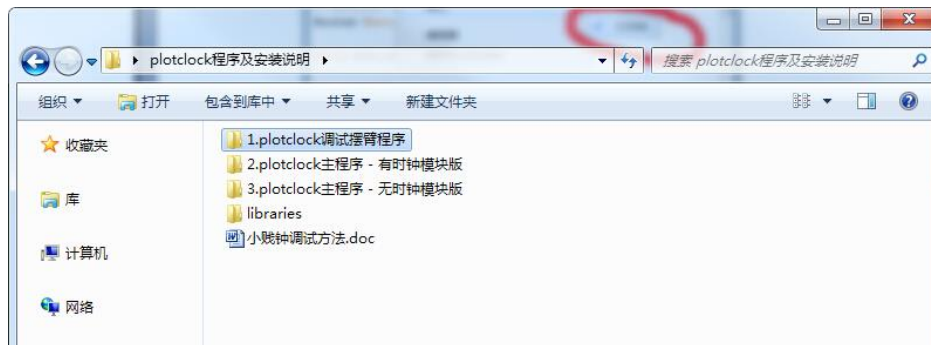 plotclock程序及安装说明
搜索 plotclock程序及安装说明
组织 打开 包含到库中 共享 新建文件夹
收藏夹
库
计算机
网络
1.plotclock调试摆臂程序
2.plotclock主程序 - 有时钟模块版
3.plotclock主程序 - 无时钟模块版
libraries
小贱钟调试方法.doc